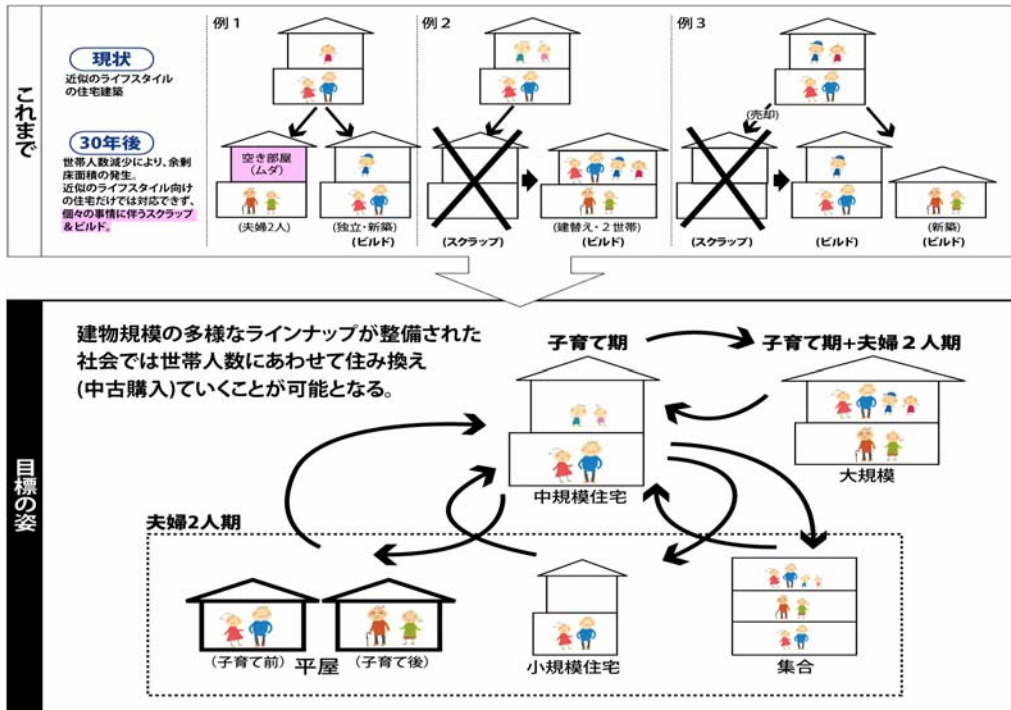 これまで
現状
近似のライフスタイル
の住宅建築
30年後
世帯人数減少により、余剰
床面積の発生。
近似のライフスタイル向け
の住宅だけでは対応できず、
個々の事情に伴うスクラップ
&ビルド。
例1
空き部屋
(ムダ)
(夫婦2人)
(独立・新築)
(ビルド)
例2
(スクラップ)
(建替え・2世帯)
(ビルド)
例3
(売却)
(スクラップ)
(ビルド)
(新築)
(ビルド)
目標の姿
建物規模の多様なラインナップが整備された
社会では世帯人数にあわせて住み換え
(中古購入)ていくことが可能となる。
子育て期
子育て期+夫婦2人期
中規模住宅
大規模
夫婦2人期
(子育て前)
平屋
(子育て後)
小規模住宅
集合